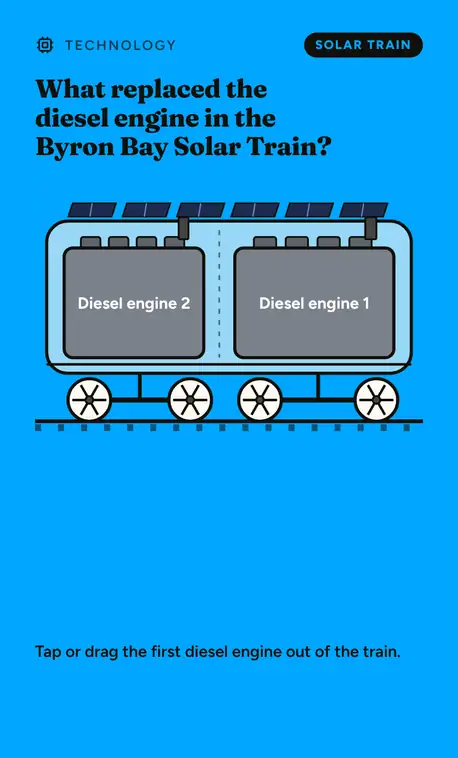 TECHNOLOGY
SOLAR TRAIN
What replaced the
diesel engine in the
Byron Bay Solar Train?
Diesel engine 2
Diesel engine 1
Tap or drag the first diesel engine out of the train.